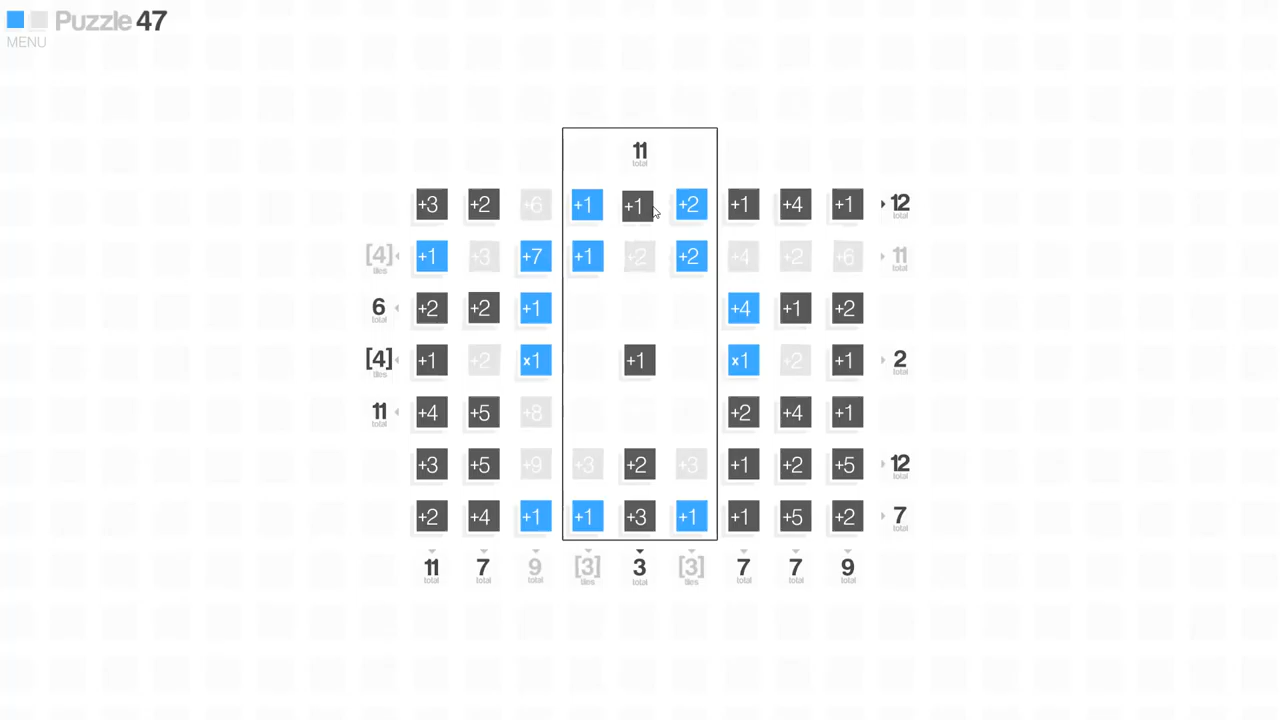 Puzzle 47
MENU
11
total
+3 +2 +6 +1 +1 +2 +1 +4 +1 12
total
[4] +1 +3 +7 +1 +2 +2 +4 +2 +6 11
tiles total
6 +2 +2 +1 +4 +1 +2
total
[4] +1 +2 x1 +1 x1 +2 +1 2
tiles total
11 +4 +5 +8 +2 +4 +1
total
+3 +5 +9 +3 +2 +3 +1 +2 +5 12
total
+2 +4 +1 +1 +3 +1 +1 +5 +2 7
total
11 7 9 [3] 3 [3] 7 7 9
total total total tiles total tiles total total total